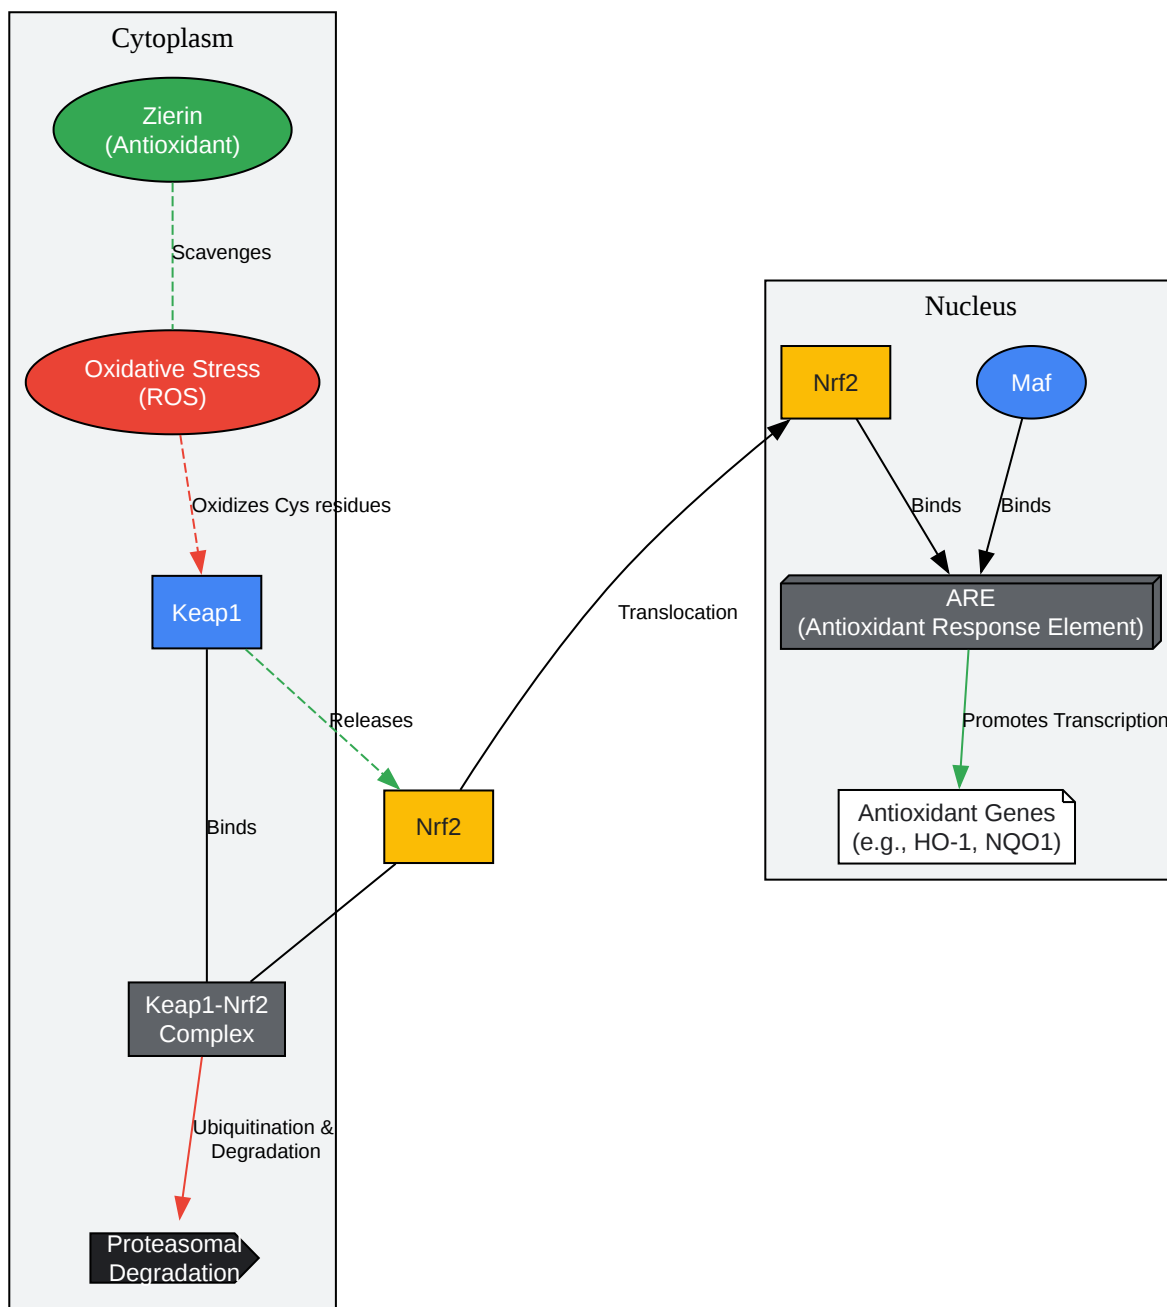 Cytoplasm
Zierin
(Antioxidant)
Scavenges
Oxidative Stress
(ROS)
Oxidizes Cys residues
Keap1
Releases
Binds
Nrf2
Keap1-Nrf2
Complex
Ubiquitination &
Degradation
Proteasomal
Degradation
Translocation
Nucleus
Nrf2
Maf
Binds
Binds
ARE
(Antioxidant Response Element)
Promotes Transcription
Antioxidant Genes
(e.g., HO-1, NQO1)